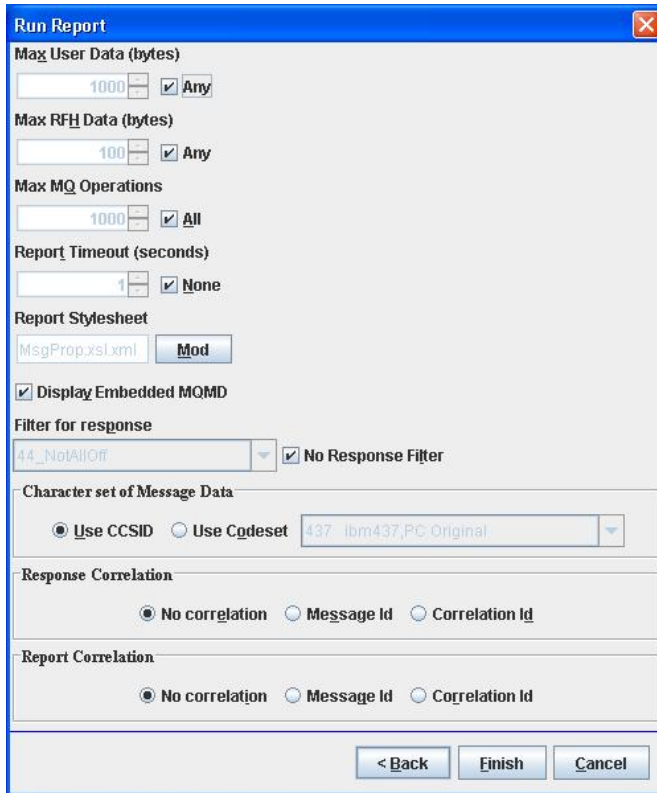 Run Report
Max User Data (bytes)
1000 Any
Max RFH Data (bytes)
100 Any
Max MQ Operations
1000 All
Report Timeout (seconds)
1 None
Report Stylesheet
MsgProp.xsl.xml Mod
Display Embedded MQMD
Filter for response
44_NotAllOff No Response Filter
Character set of Message Data
Use CCSID Use Codeset 437 ibm437,PC Original
Response Correlation
No correlation Message Id Correlation Id
Report Correlation
No correlation Message Id Correlation Id
< Back Finish Cancel